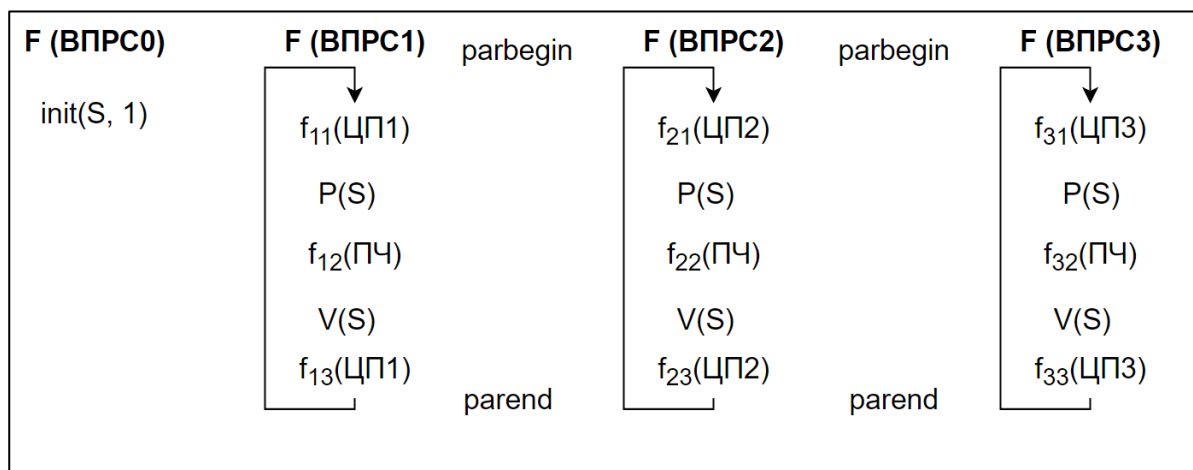 F (ВПРС0) F (ВПРС1) parbegin F (ВПРС2) parbegin F (ВПРС3)
init(S, 1) f11(ЦП1) f21(ЦП2) f31(ЦП3)
P(S) P(S) P(S)
f12(ПЧ) f22(ПЧ) f32(ПЧ)
V(S) V(S) V(S)
f13(ЦП1) f23(ЦП2) f33(ЦП3)
parend parend